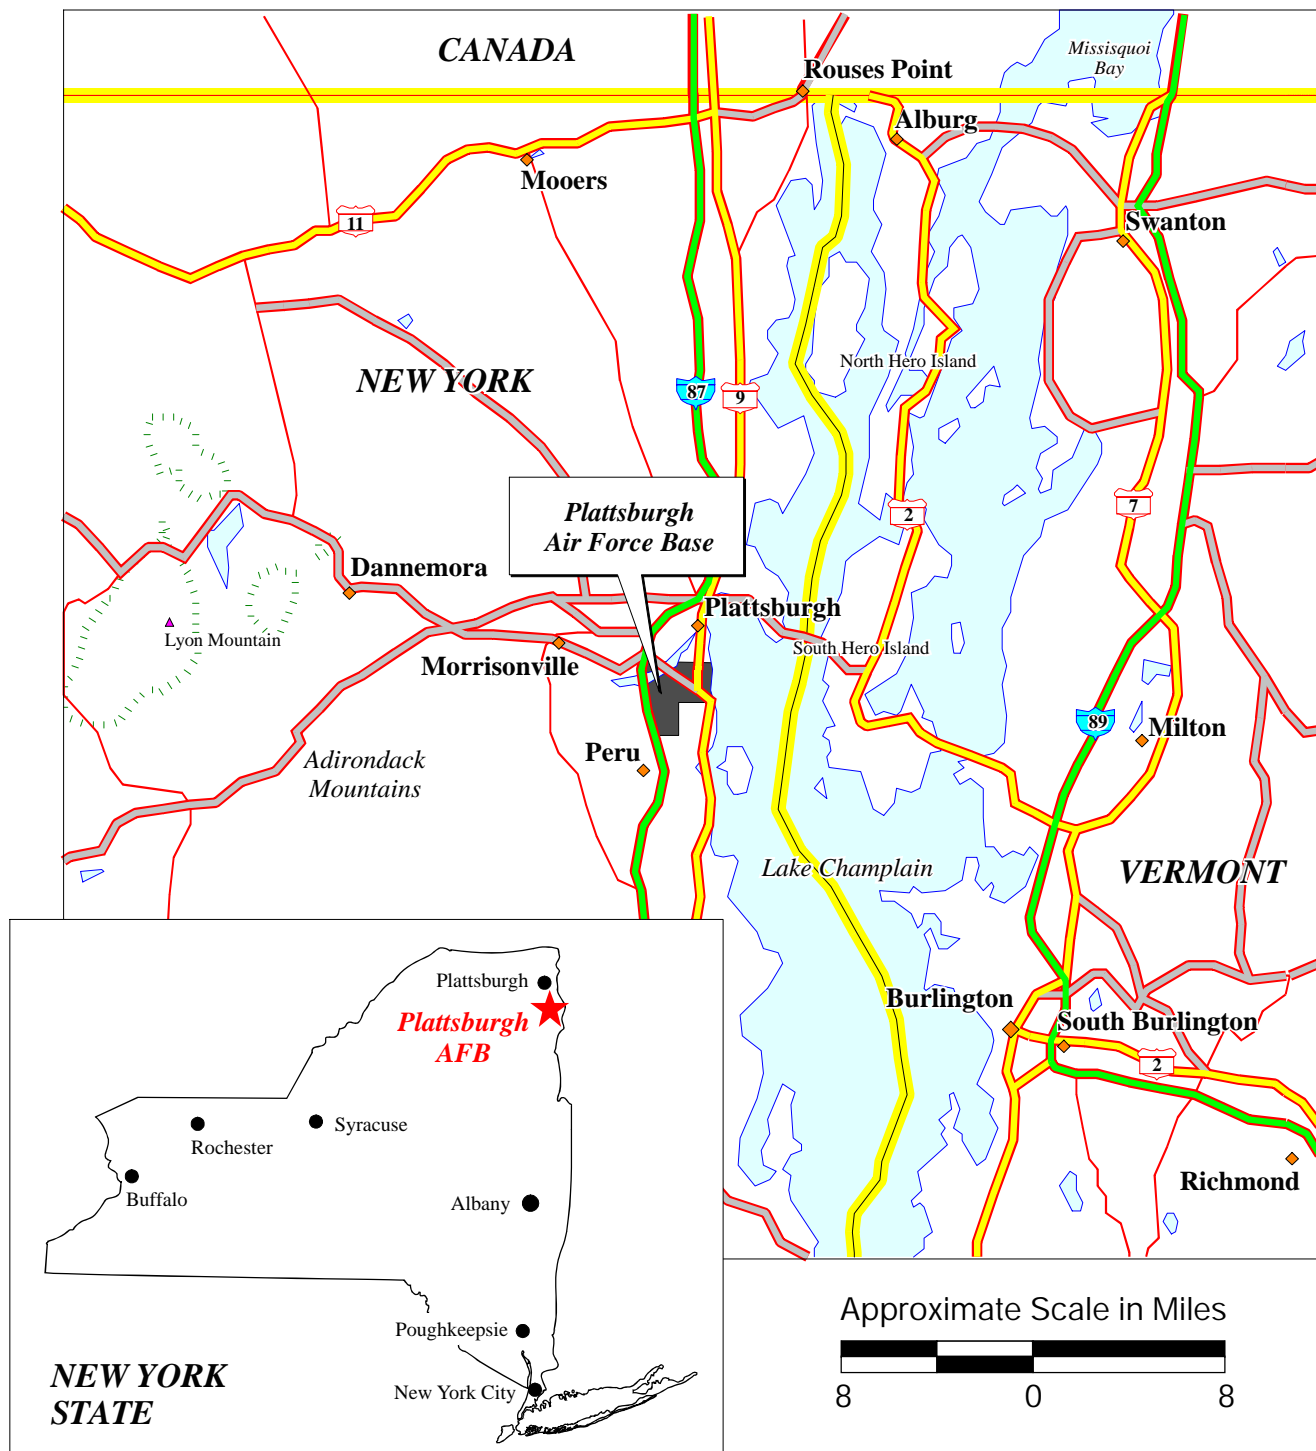 CANADA
Missisquoi
Bay
Rouses Point
Alburg
Mooers
11
Swanton
NEW YORK
North Hero Island
87
9
Plattsburgh
Air Force Base
2
7
Dannemora
Plattsburgh
Lyon Mountain
Morrisonville
South Hero Island
89
Milton
Peru
Adirondack
Mountains
Lake Champlain
VERMONT
Burlington
South Burlington
2
Richmond
Plattsburgh
Plattsburgh
AFB
Rochester
Syracuse
Buffalo
Albany
Poughkeepsie
New York City
NEW YORK
STATE
Approximate Scale in Miles
8 0 8